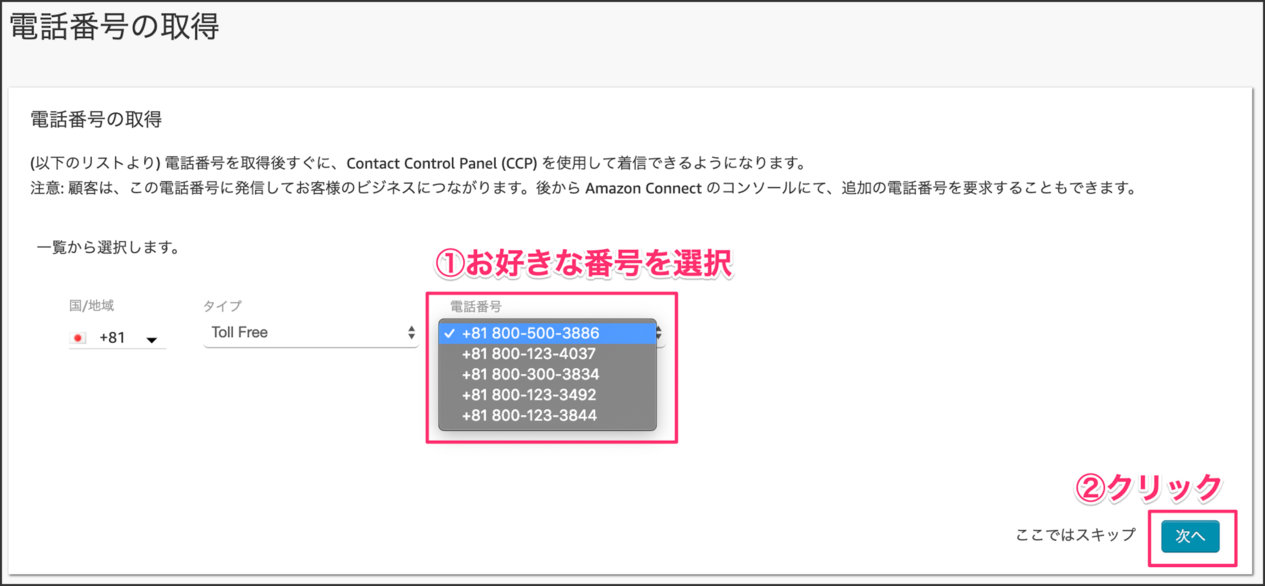 電話番号の取得
電話番号の取得
(以下のリストより) 電話番号を取得後すぐに、Contact Control Panel (CCP) を使用して着信できるようになります。
注意: 顧客は、この電話番号に発信してお客様のビジネスにつながります。後から Amazon Connect のコンソールにて、追加の電話番号を要求することもできます。
一覧から選択します。
①お好きな番号を選択
国/地域
タイプ
電話番号
+81
Toll Free
✓ +81 800-500-3886
+81 800-123-4037
+81 800-300-3834
+81 800-123-3492
+81 800-123-3844
②クリック
ここではスキップ
次へ